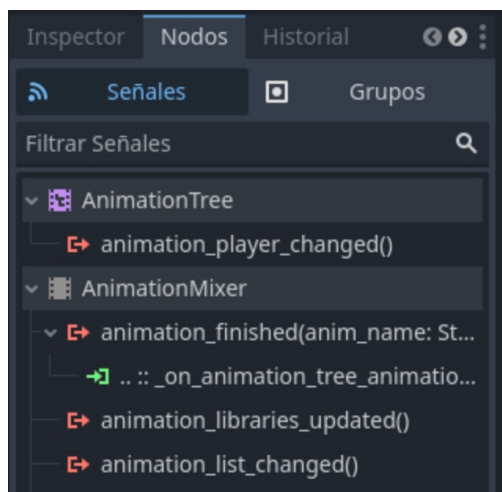 Inspector Nodos Historial
Señales Grupos
Filtrar Señales
AnimationTree
animation_player_changed()
AnimationMixer
animation_finished(anim_name: St...
.. :: _on_animation_tree_animatio...
animation_libraries_updated()
animation_list_changed()